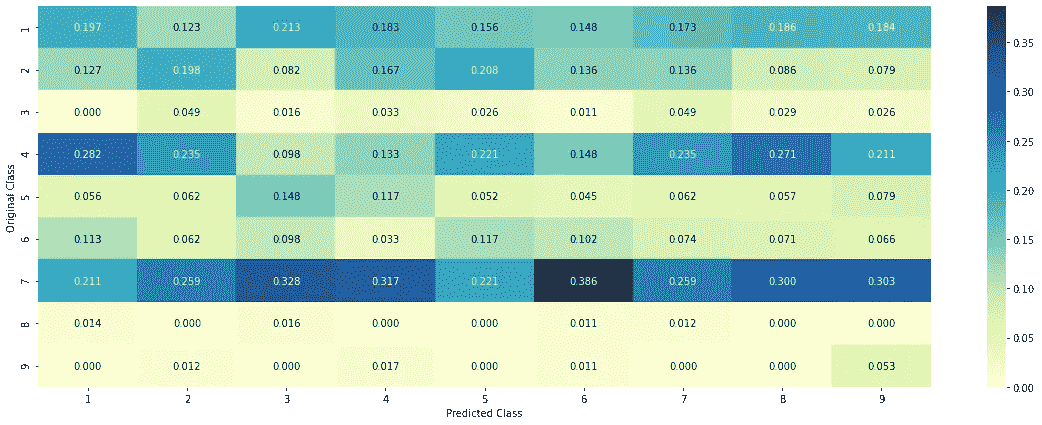 1 0.197 0.123 0.213 0.183 0.156 0.148 0.173 0.186 0.184
2 0.127 0.198 0.082 0.167 0.208 0.136 0.136 0.086 0.079
3 0.000 0.049 0.016 0.033 0.026 0.011 0.049 0.029 0.026
4 0.282 0.235 0.098 0.133 0.221 0.148 0.235 0.271 0.211
5 0.056 0.062 0.148 0.117 0.052 0.045 0.062 0.057 0.079
6 0.113 0.062 0.098 0.033 0.117 0.102 0.074 0.071 0.066
7 0.211 0.259 0.328 0.317 0.221 0.386 0.259 0.300 0.303
8 0.014 0.000 0.016 0.000 0.000 0.011 0.012 0.000 0.000
9 0.000 0.012 0.000 0.017 0.000 0.011 0.000 0.000 0.053
Original Class
1 2 3 4 5 6 7 8 9
Predicted Class
0.35
0.30
0.25
0.20
0.15
0.10
0.05
0.00